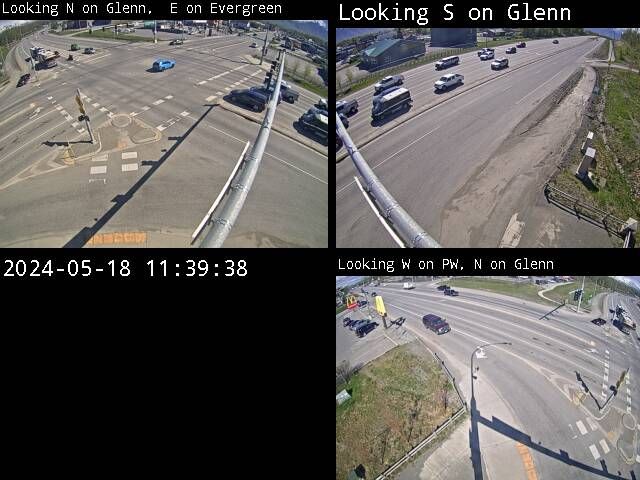 Looking N on Glenn, E on Evergreen
Looking S on Glenn
2024-05-18 11:39:38
Looking W on PW, N on Glenn